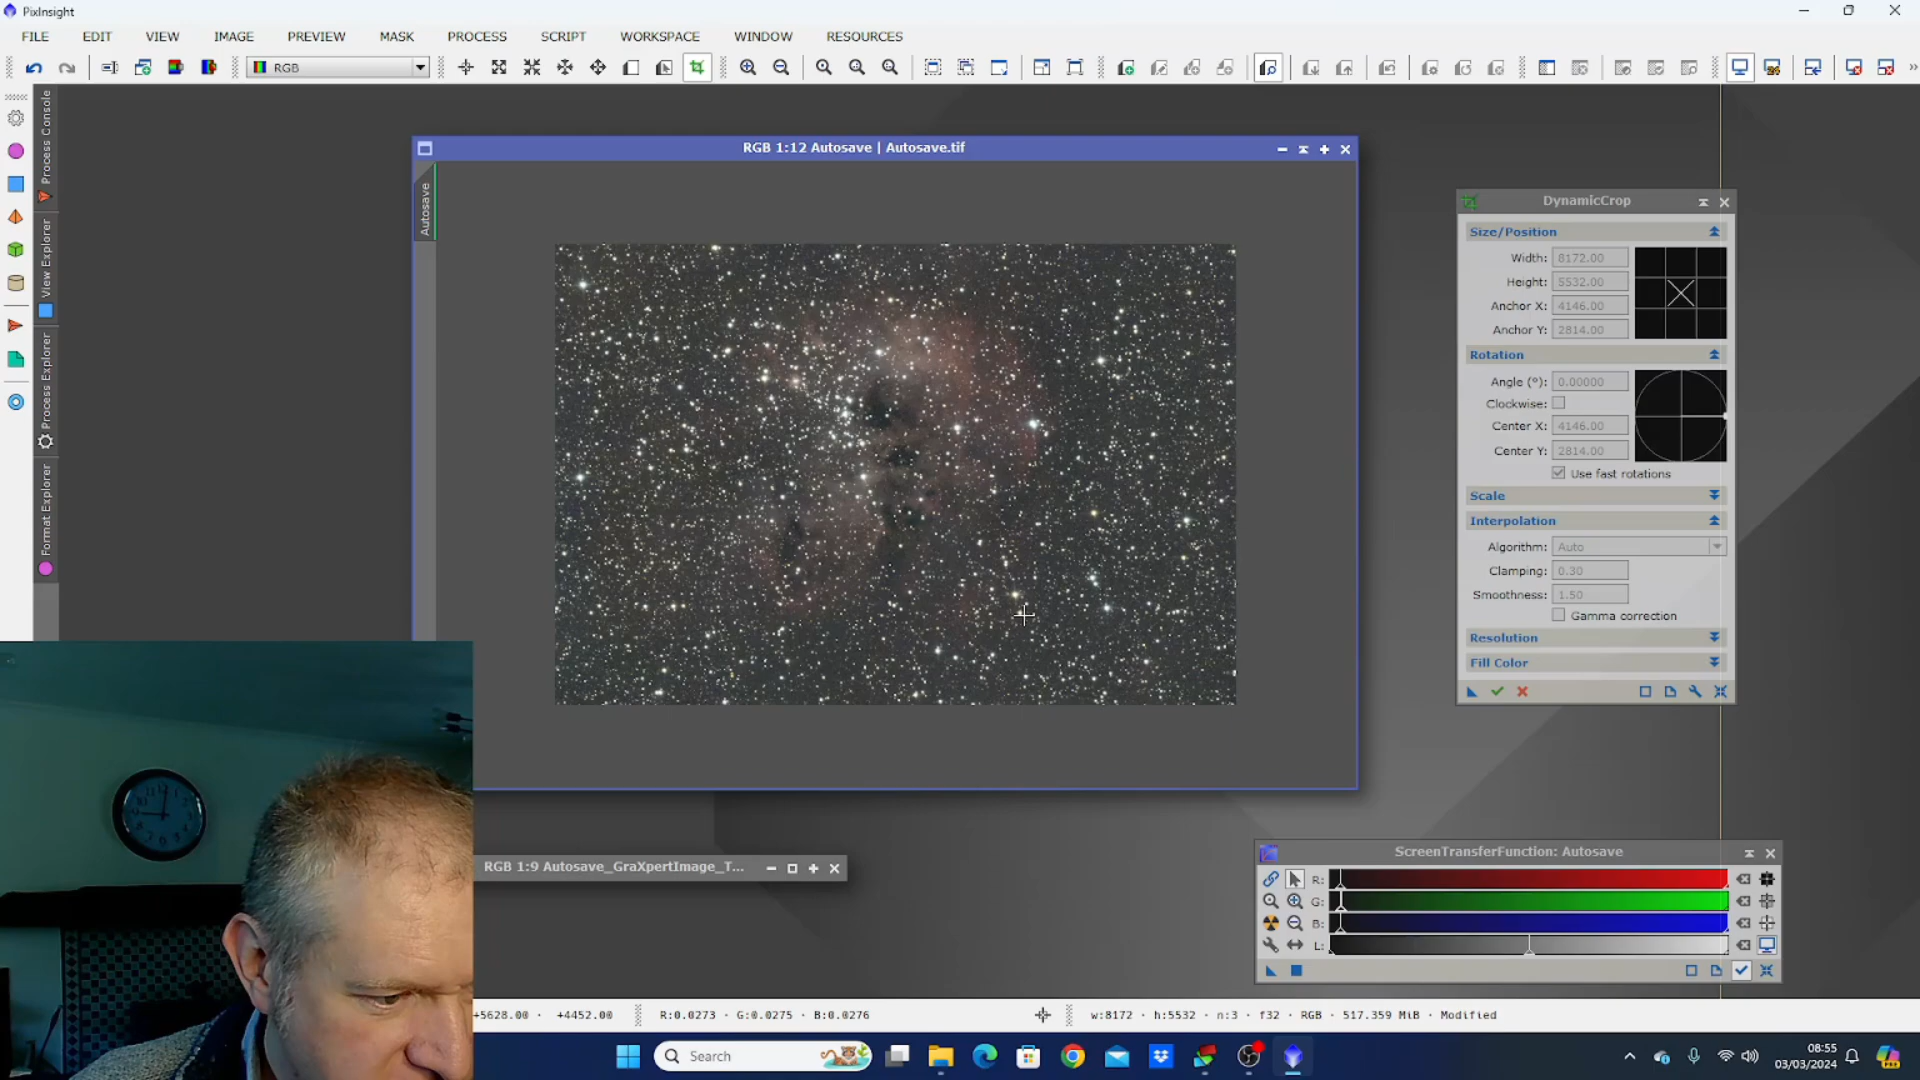 PixInsight
FILE EDIT VIEW IMAGE PREVIEW MASK PROCESS SCRIPT WORKSPACE WINDOW RESOURCES
RGB
Process Console
View Explorer
Process Explorer
Format Explorer
RGB 1:12 Autosave | Autosave.tif
Autosave
DynamicCrop
Size/Position
Width: 8172.00
Height: 5532.00
Anchor X: 4146.00
Anchor Y: 2814.00
Rotation
Angle (°): 0.00000
Clockwise:
Center X: 4146.00
Center Y: 2814.00
Use fast rotations
Scale
Interpolation
Algorithm: Auto
Clamping: 0.30
Smoothness: 1.50
Gamma correction
Resolution
Fill Color
RGB 1:9 Autosave_GraXpertImage_T...
ScreenTransferFunction: Autosave
R:
G:
B:
L:
+5628.00 · +4452.00 R:0.0273 · G:0.0275 · B:0.0276 w:8172 · h:5532 · n:3 · f32 · RGB · 517.359 MiB · Modified
Search
08:55
03/03/2024